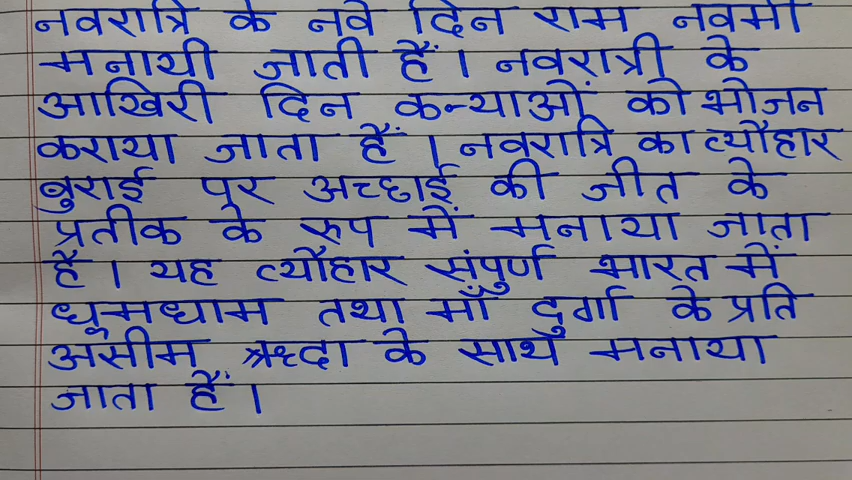 नवरात्रि के नवे दिन राम नवमी
मनायी जाती हैं। नवरात्री के
आखिरी दिन कन्याओं को भोजन
कराया जाता हैं। नवरात्रि का त्यौहार
बुराई पर अच्छाई की जीत के
प्रतीक के रूप में मनाया जाता
हैं। यह त्यौहार संपुर्ण भारत में
धूमधाम तथा माँ दुर्गा के प्रति
असीम श्रध्दा के साथ मनाया
जाता हैं।